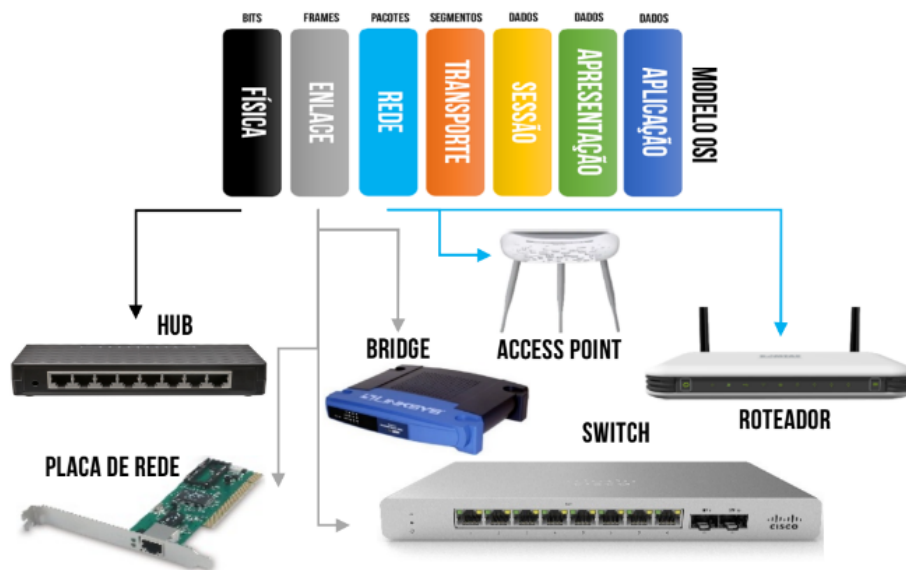 BITS
FRAMES
PACOTES
SEGMENTOS
DADOS
DADOS
DADOS
FÍSICA
ENLACE
REDE
TRANSPORTE
SESSÃO
APRESENTAÇÃO
APLICAÇÃO
MODELO OSI
HUB
BRIDGE
ACCESS POINT
ROTEADOR
SWITCH
PLACA DE REDE
CISCO